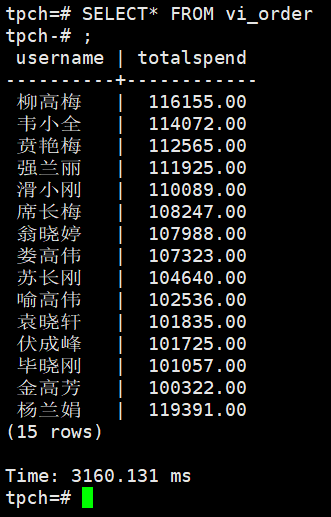 tpch=# SELECT* FROM vi_order
tpch-# ;
 username | totalspend
----------+------------
 柳高梅   |  116155.00
 韦小全   |  114072.00
 贲艳梅   |  112565.00
 强兰丽   |  111925.00
 滑小刚   |  110089.00
 席长梅   |  108247.00
 翁晓婷   |  107988.00
 娄高伟   |  107323.00
 苏长刚   |  104640.00
 喻高伟   |  102536.00
 袁晓轩   |  101835.00
 伏成峰   |  101725.00
 毕晓刚   |  101057.00
 金高芳   |  100322.00
 杨兰娟   |  119391.00
(15 rows)

Time: 3160.131 ms
tpch=#